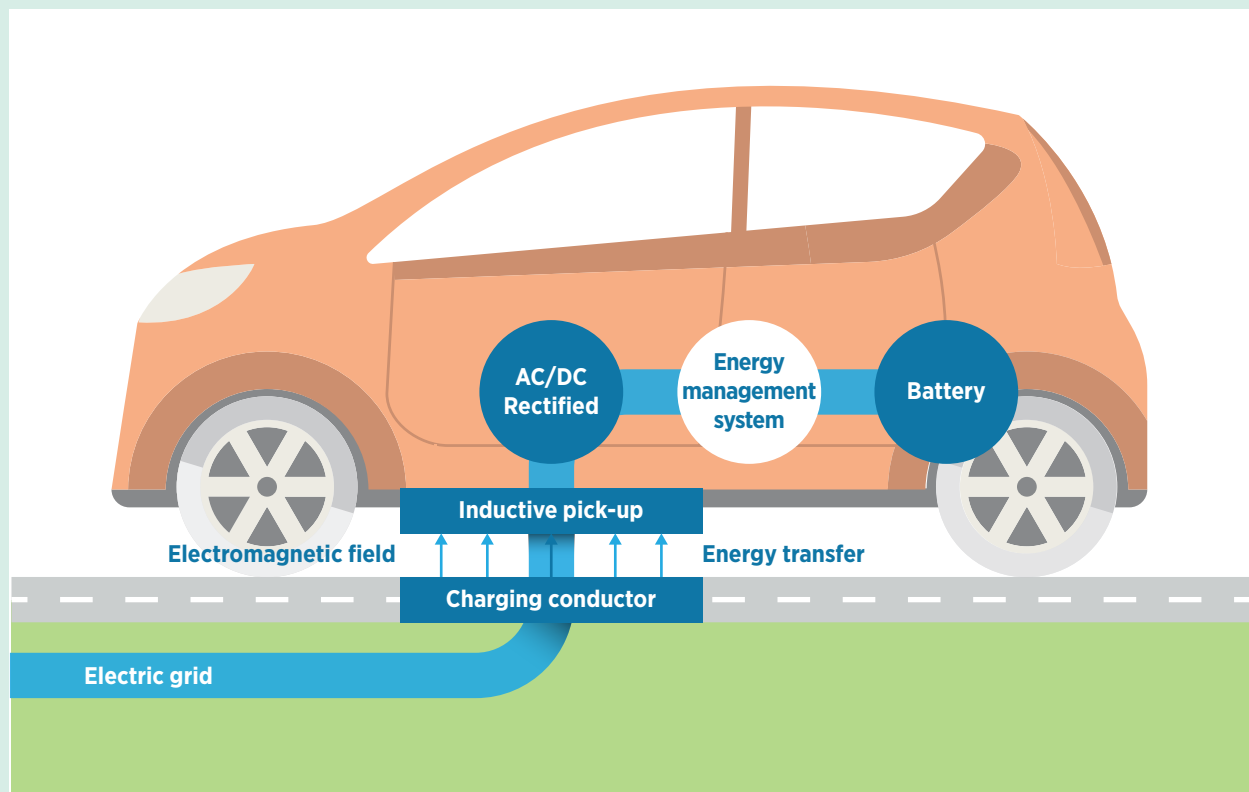 AC/DC
Rectified
Energy
management
system
Battery
Inductive pick-up
Electromagnetic field
Energy transfer
Charging conductor
Electric grid